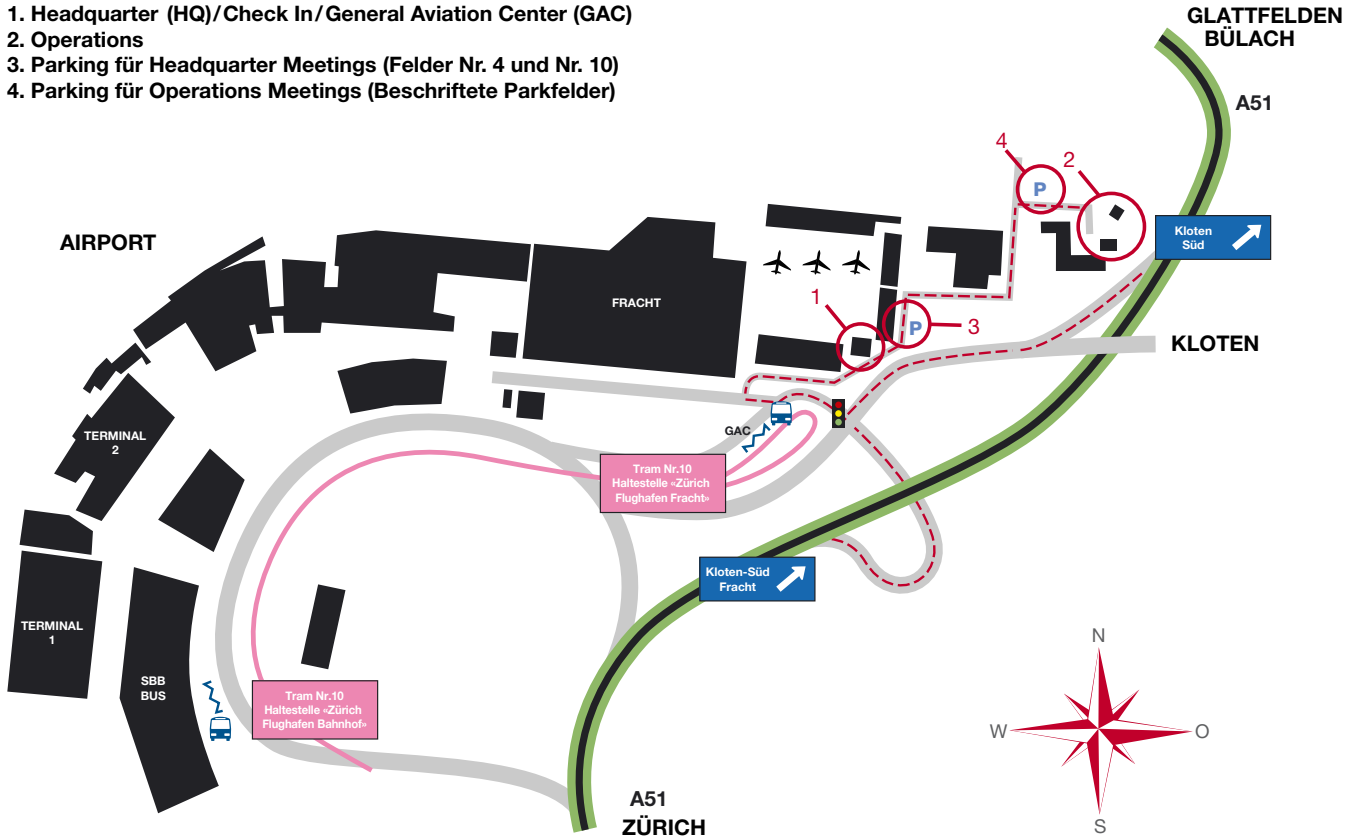 1. Headquarter (HQ)/Check In/General Aviation Center (GAC)
2. Operations
3. Parking für Headquarter Meetings (Felder Nr. 4 und Nr. 10)
4. Parking für Operations Meetings (Beschriftete Parkfelder)
GLATTFELDEN
BÜLACH
A51
4
2
P
AIRPORT
Kloten
Süd
FRACHT
1
P
3
KLOTEN
TERMINAL
2
GAC
Tram Nr.10
Haltestelle «Zürich
Flughafen Fracht»
Kloten-Süd
Fracht
TERMINAL
1
SBB
BUS
Tram Nr.10
Haltestelle «Zürich
Flughafen Bahnhof»
N
W
O
S
A51
ZÜRICH